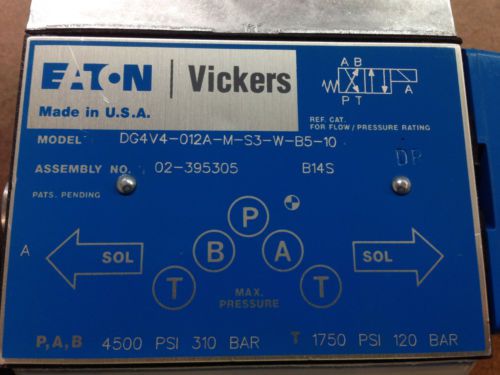 EATON | Vickers
Made in U.S.A.
A B
A
P T
REF. CAT.
FOR FLOW / PRESSURE RATING
MODEL DG4V4-012A-M-S3-W-B5-10
ASSEMBLY NO. 02-395305 B14S
DP
PATS. PENDING
A
SOL
P
B
A
SOL
T
T
MAX.
PRESSURE
P,A,B 4500 PSI 310 BAR T 1750 PSI 120 BAR